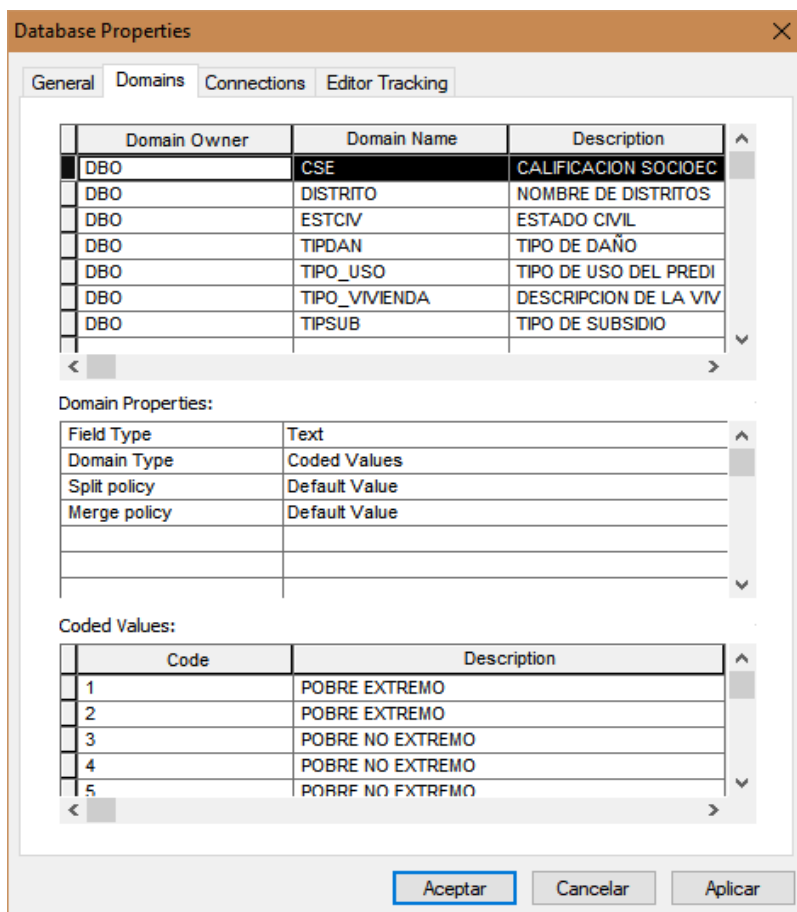 Database Properties
General Domains Connections Editor Tracking
Domain Owner Domain Name Description
DBO CSE CALIFICACION SOCIOEC
DBO DISTRITO NOMBRE DE DISTRITOS
DBO ESTCIV ESTADO CIVIL
DBO TIPDAN TIPO DE DAÑO
DBO TIPO_USO TIPO DE USO DEL PREDI
DBO TIPO_VIVIENDA DESCRIPCION DE LA VIV
DBO TIPSUB TIPO DE SUBSIDIO
Domain Properties:
Field Type Text
Domain Type Coded Values
Split policy Default Value
Merge policy Default Value
Coded Values:
Code Description
1 POBRE EXTREMO
2 POBRE EXTREMO
3 POBRE NO EXTREMO
4 POBRE NO EXTREMO
5 POBRE NO EXTREMO
Aceptar Cancelar Aplicar